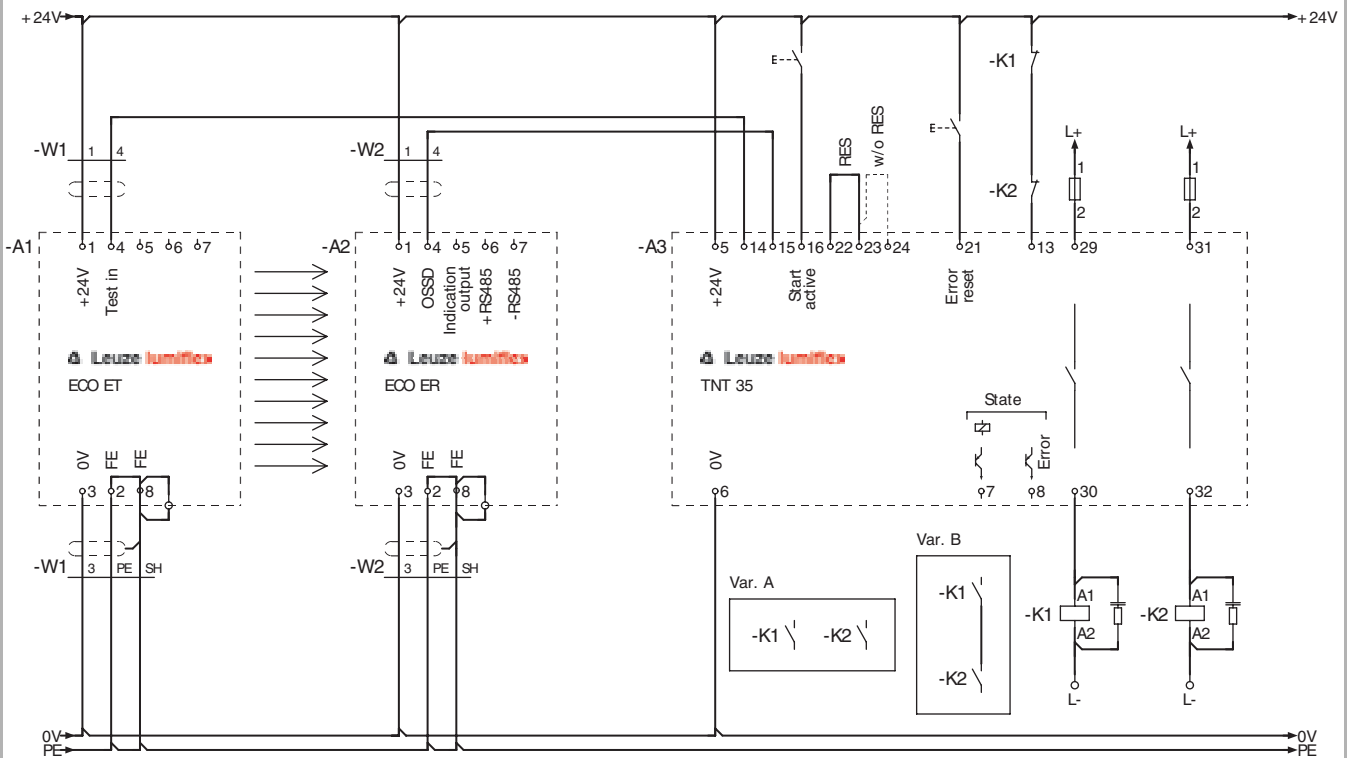 +24V +24V
-K1
RES w/o RES
L+ L+
-W1 1 4 -W2 1 4
1 1
-K2
2 2
-A1 1 4 5 6 7 -A2 1 4 5 6 7 -A3 5 14 15 16 22 23 24 21 13 29 31
+24V Test in
+24V OSSD Indication output +RS485 -RS485
+24V Start active Error reset
Leuze lumiflex Leuze lumiflex Leuze lumiflex
ECO ET ECO ER TNT 35
State
Error
0V FE FE 0V FE FE 0V
3 2 8 3 2 8 6 7 8 30 32
Var. B
-W1 3 PE SH -W2 3 PE SH
Var. A
-K1 -K1 A1 -K2 A1
-K1 -K2 A2 A2
-K2
L- L-
0V 0V
PE PE